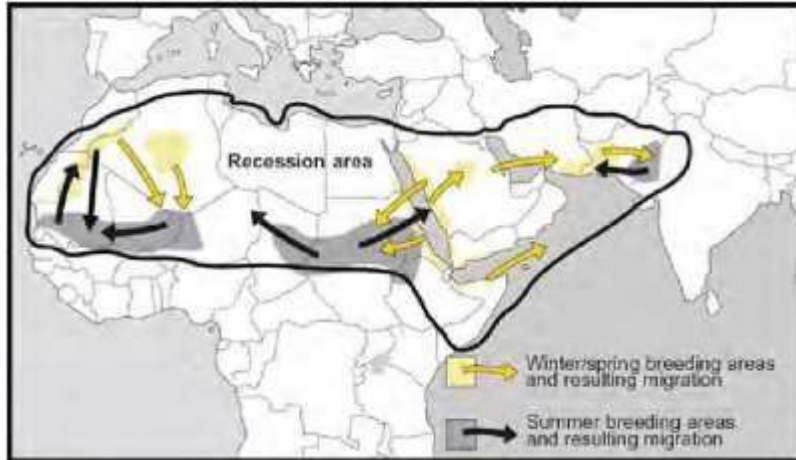 Recession area
Winter/spring breeding areas
and resulting migration
Summer breeding areas
and resulting migration